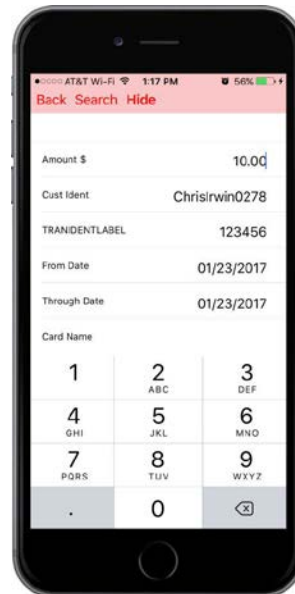 ●○○○○ AT&T Wi-Fi 1:17 PM 56%
Back Search Hide
Amount $ 10.00
Cust Ident ChrisIrwin0278
TRANIDENTLABEL 123456
From Date 01/23/2017
Through Date 01/23/2017
Card Name
1 2 3
ABC DEF
4 5 6
GHI JKL MNO
7 8 9
PQRS TUV WXYZ
. 0